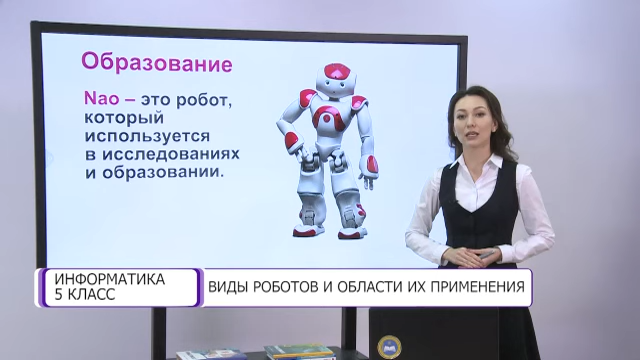 Образование
Nao – это робот,
который
используется
в исследованиях
и образовании.
ИНФОРМАТИКА
5 КЛАСС
ВИДЫ РОБОТОВ И ОБЛАСТИ ИХ ПРИМЕНЕНИЯ